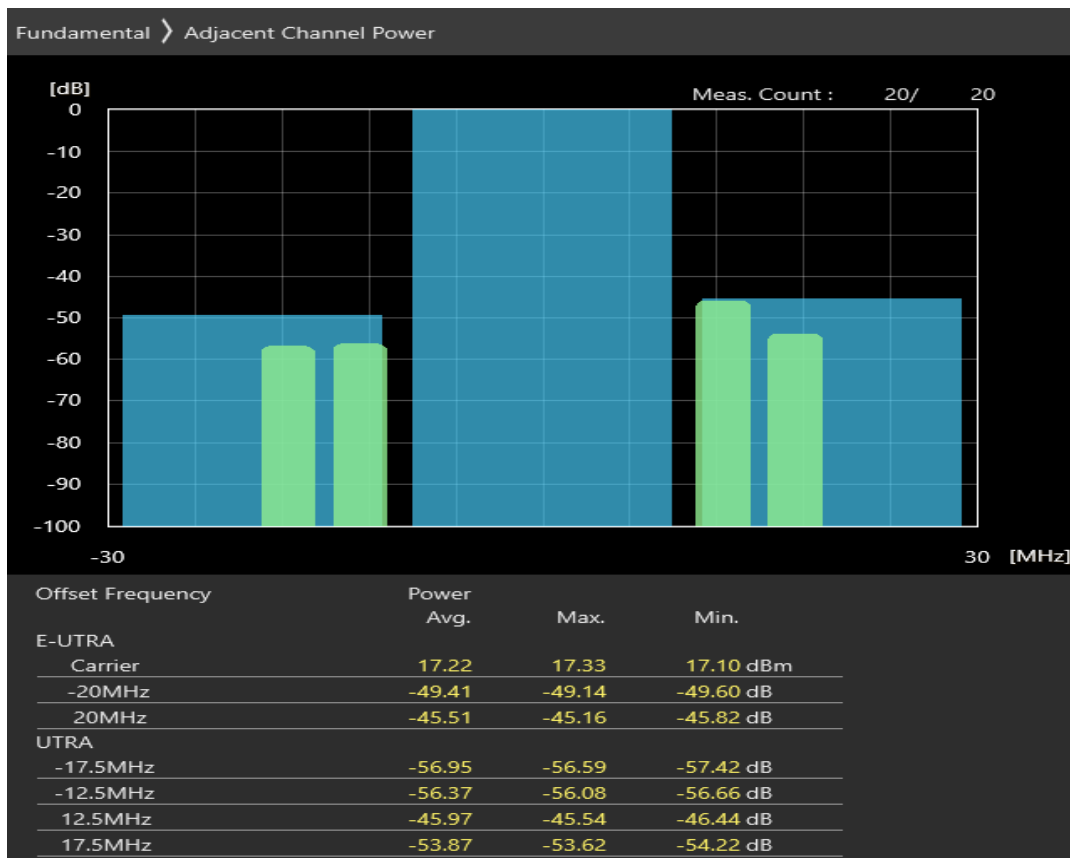 Fundamental ❯ Adjacent Channel Power
[dB]
Meas. Count : 20/ 20
0
-10
-20
-30
-40
-50
-60
-70
-80
-90
-100
-30 30 [MHz]
Offset Frequency Power
Avg. Max. Min.
E-UTRA
Carrier 17.22 17.33 17.10 dBm
-20MHz -49.41 -49.14 -49.60 dB
20MHz -45.51 -45.16 -45.82 dB
UTRA
-17.5MHz -56.95 -56.59 -57.42 dB
-12.5MHz -56.37 -56.08 -56.66 dB
12.5MHz -45.97 -45.54 -46.44 dB
17.5MHz -53.87 -53.62 -54.22 dB